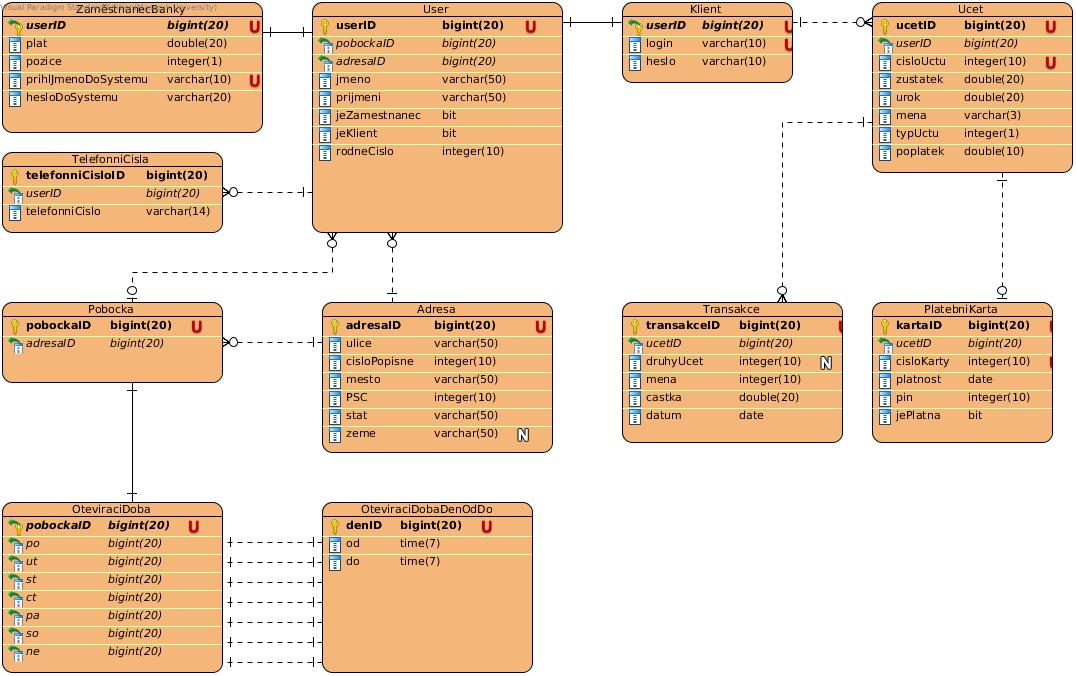 ZaměstnanecBanky
userID bigint(20) U
plat double(20)
pozice integer(1)
prihlJmenoDoSystemu varchar(10) U
hesloDoSystemu varchar(20)
User
userID bigint(20) U
pobockaID bigint(20)
adresaID bigint(20)
jmeno varchar(50)
prijmeni varchar(50)
jeZamestnanec bit
jeKlient bit
rodneCislo integer(10)
Klient
userID bigint(20) U
login varchar(10) U
heslo varchar(10)
Ucet
ucetID bigint(20) U
userID bigint(20)
cisloUctu integer(10) U
zustatek double(20)
urok double(20)
mena varchar(3)
typUctu integer(1)
poplatek double(10)
TelefonniCisla
telefonniCisloID bigint(20)
userID bigint(20)
telefonniCislo varchar(14)
Pobocka
pobockaID bigint(20) U
adresaID bigint(20)
Adresa
adresaID bigint(20) U
ulice varchar(50)
cisloPopisne integer(10)
mesto varchar(50)
PSC integer(10)
stat varchar(50)
zeme varchar(50) N
Transakce
transakceID bigint(20) U
ucetID bigint(20)
druhyUcet integer(10) N
mena integer(10)
castka double(20)
datum date
PlatebniKarta
kartaID bigint(20)
ucetID bigint(20)
cisloKarty integer(10)
platnost date
pin integer(10)
jePlatna bit
OteviraciDoba
pobockaID bigint(20) U
po bigint(20)
ut bigint(20)
st bigint(20)
ct bigint(20)
pa bigint(20)
so bigint(20)
ne bigint(20)
OteviraciDobaDenOdDo
denID bigint(20) U
od time(7)
do time(7)